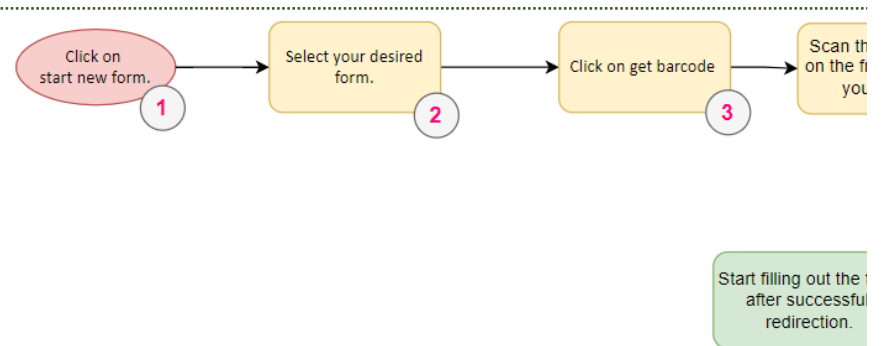 Click on
start new form.
1
Select your desired
form.
2
Click on get barcode
3
Scan
on the
Start filling out the
after successful
redirection.